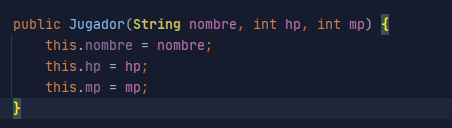 public Jugador(String nombre, int hp, int mp) {
    this.nombre = nombre;
    this.hp = hp;
    this.mp = mp;
}